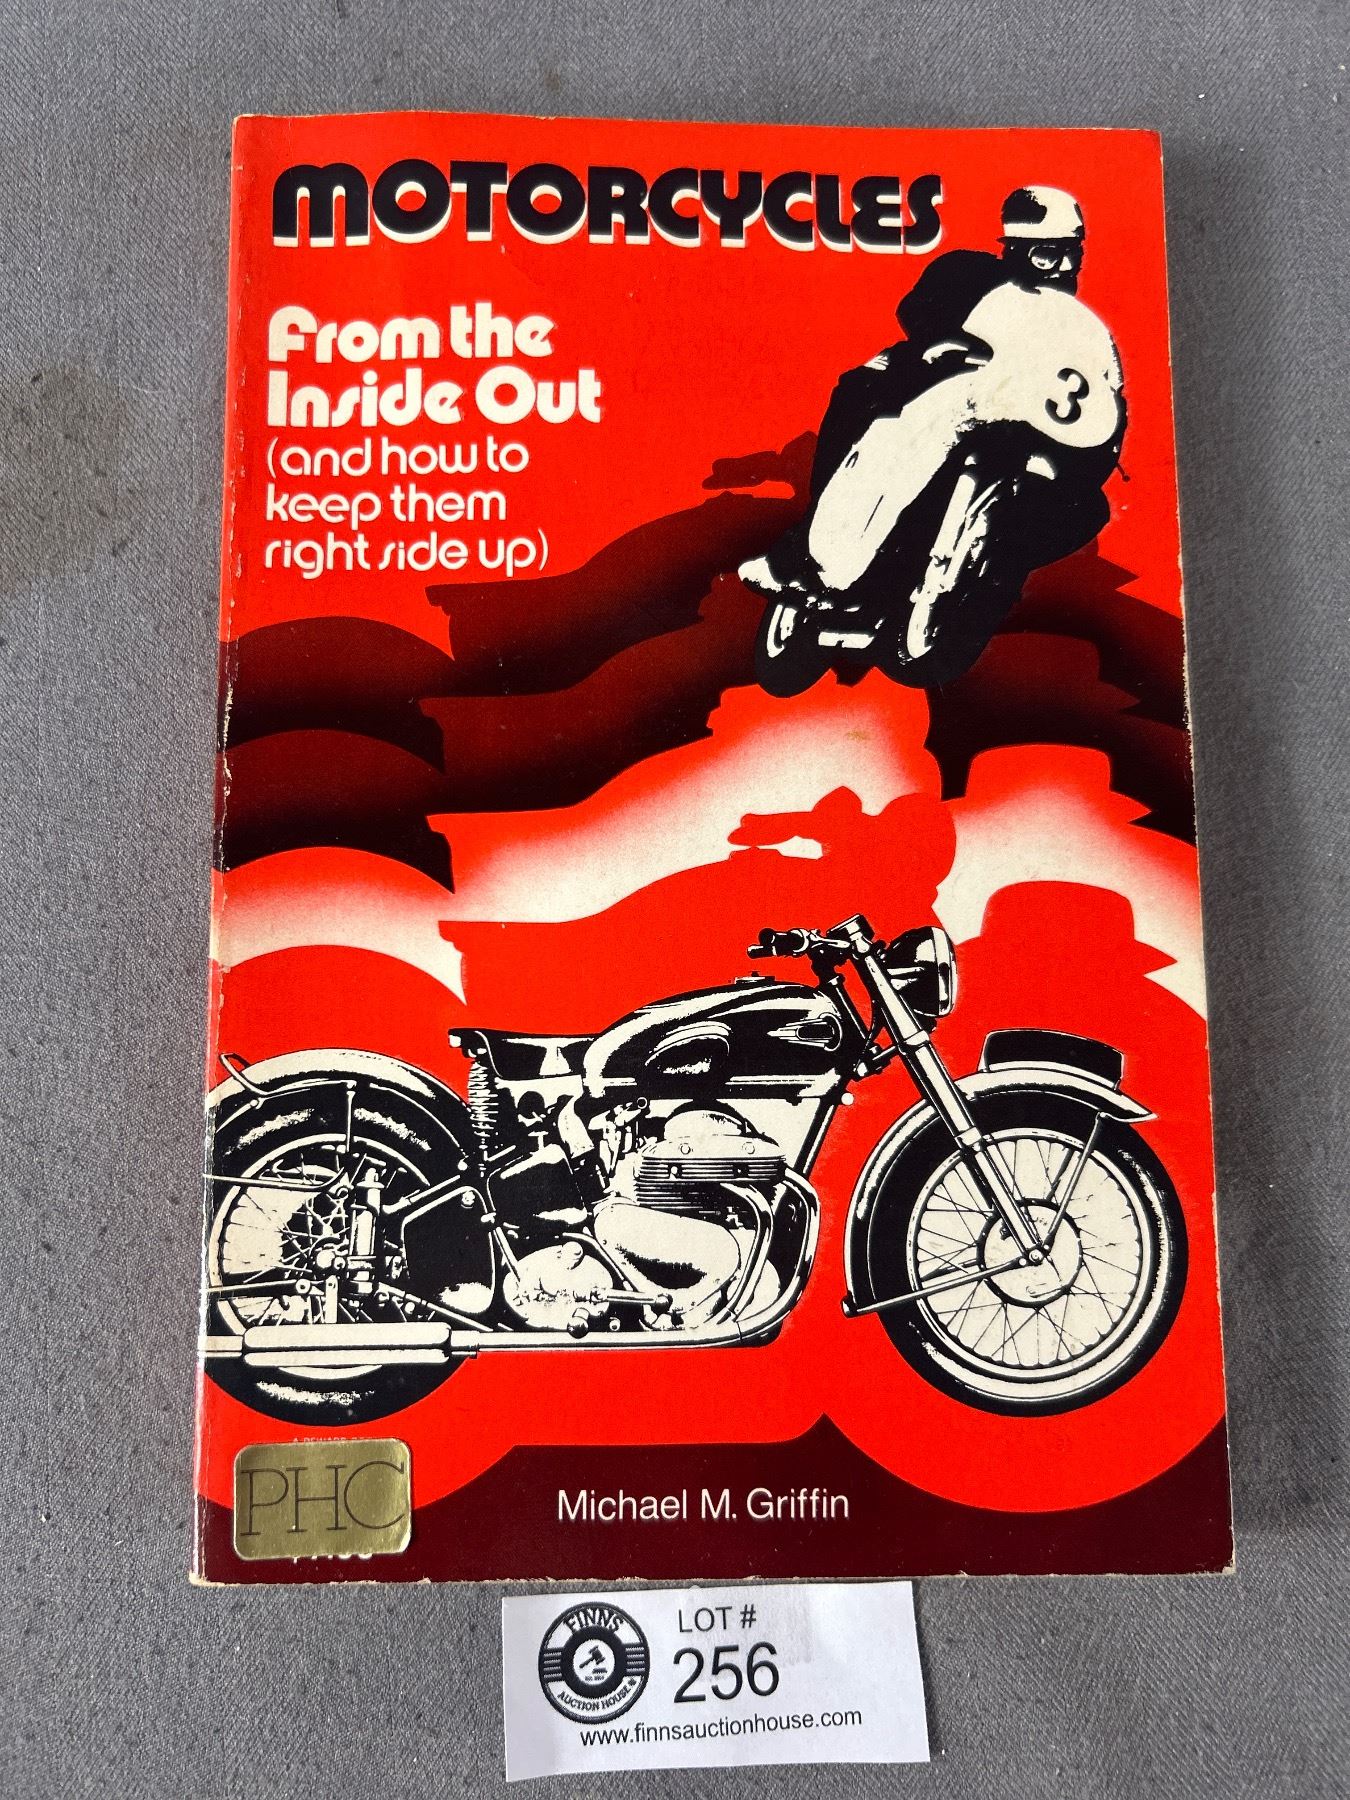 MOTORCYCLES
From the
Inside Out
(and how to
keep them
right side up)
3
PHC
Michael M. Griffin
FINNS
AUCTION HOUSE
LOT #
256
www.finnsauctionhouse.com